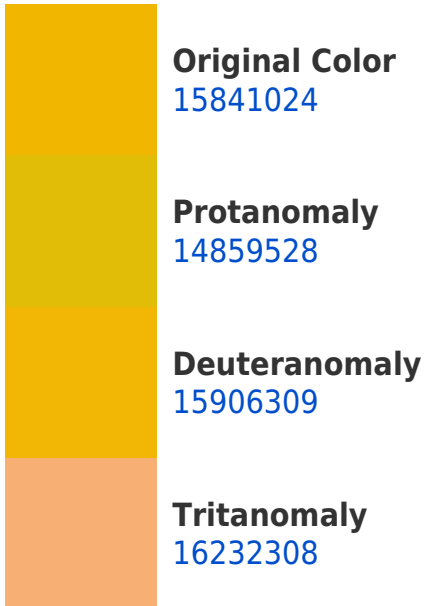 Original Color
15841024
Protanomaly
14859528
Deuteranomaly
15906309
Tritanomaly
16232308